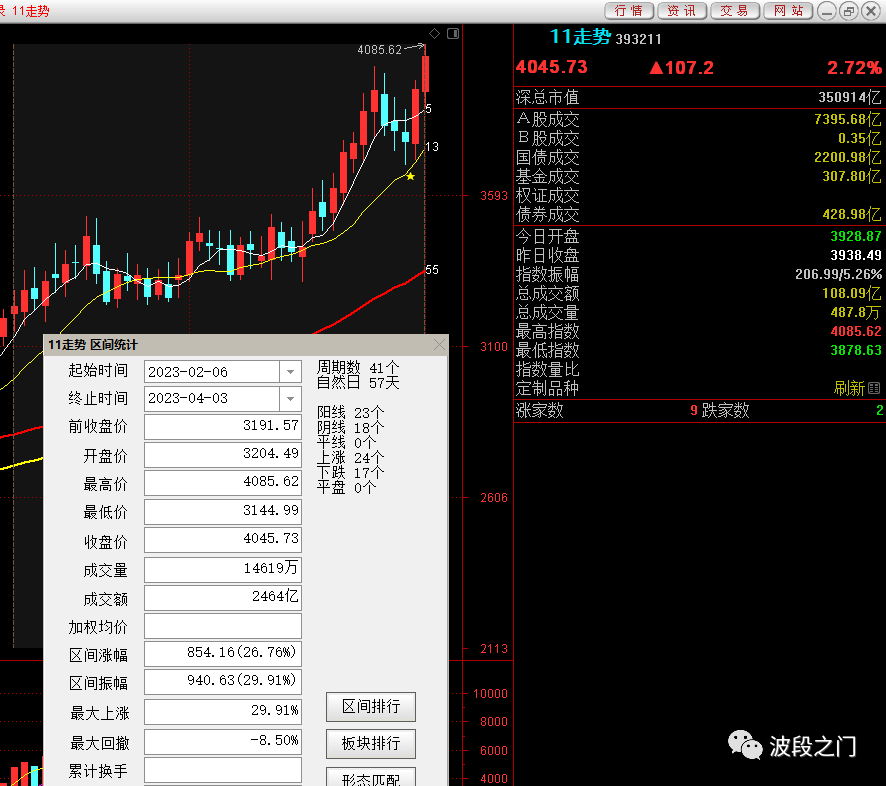 11走势
行情 资讯 交易 网站
4085.62
5
13
55
3593
3100
2606
2113
10000
8000
6000
4000
11走势 393211
4045.73 ▲107.2 2.72%
深总市值 350914亿
A股成交 7395.68亿
B股成交 0.35亿
国债成交 2200.98亿
基金成交 307.80亿
权证成交
债券成交 428.98亿
今日开盘 3928.87
昨日收盘 3938.49
指数振幅 206.99/5.26%
总成交额 108.09亿
总成交量 487.8万
最高指数 4085.62
最低指数 3878.63
指数量比
定制品种 刷新
涨家数 9 跌家数 2
11走势 区间统计
起始时间 2023-02-06
终止时间 2023-04-03
前收盘价 3191.57
开盘价 3204.49
最高价 4085.62
最低价 3144.99
收盘价 4045.73
成交量 14619万
成交额 2464亿
加权均价
区间涨幅 854.16(26.76%)
区间振幅 940.63(29.91%)
最大上涨 29.91%
最大回撤 -8.50%
累计换手
周期数 41个
自然日 57天
阳线 23个
阴线 18个
平线 0个
上涨 24个
下跌 17个
平盘 0个
区间排行
板块排行
形态匹配
波段之门